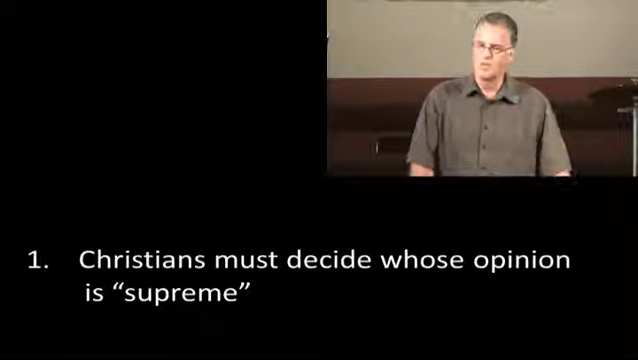 1. Christians must decide whose opinion
is “supreme”